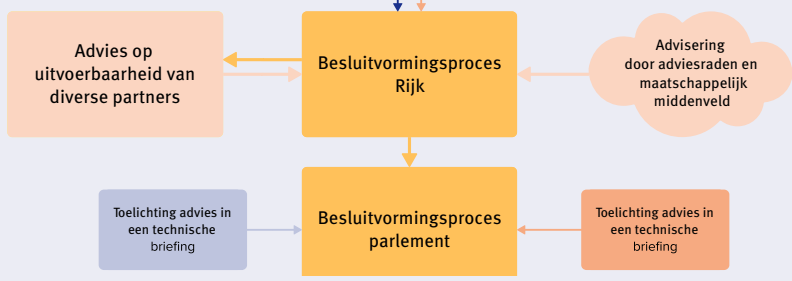 Advies op
uitvoerbaarheid van
diverse partners
Besluitvormingsproces
Rijk
Advisering
door adviesraden en
maatschappelijk
middenveld
Toelichting advies in
een technische
briefing
Besluitvormingsproces
parlement
Toelichting advies in
een technische
briefing